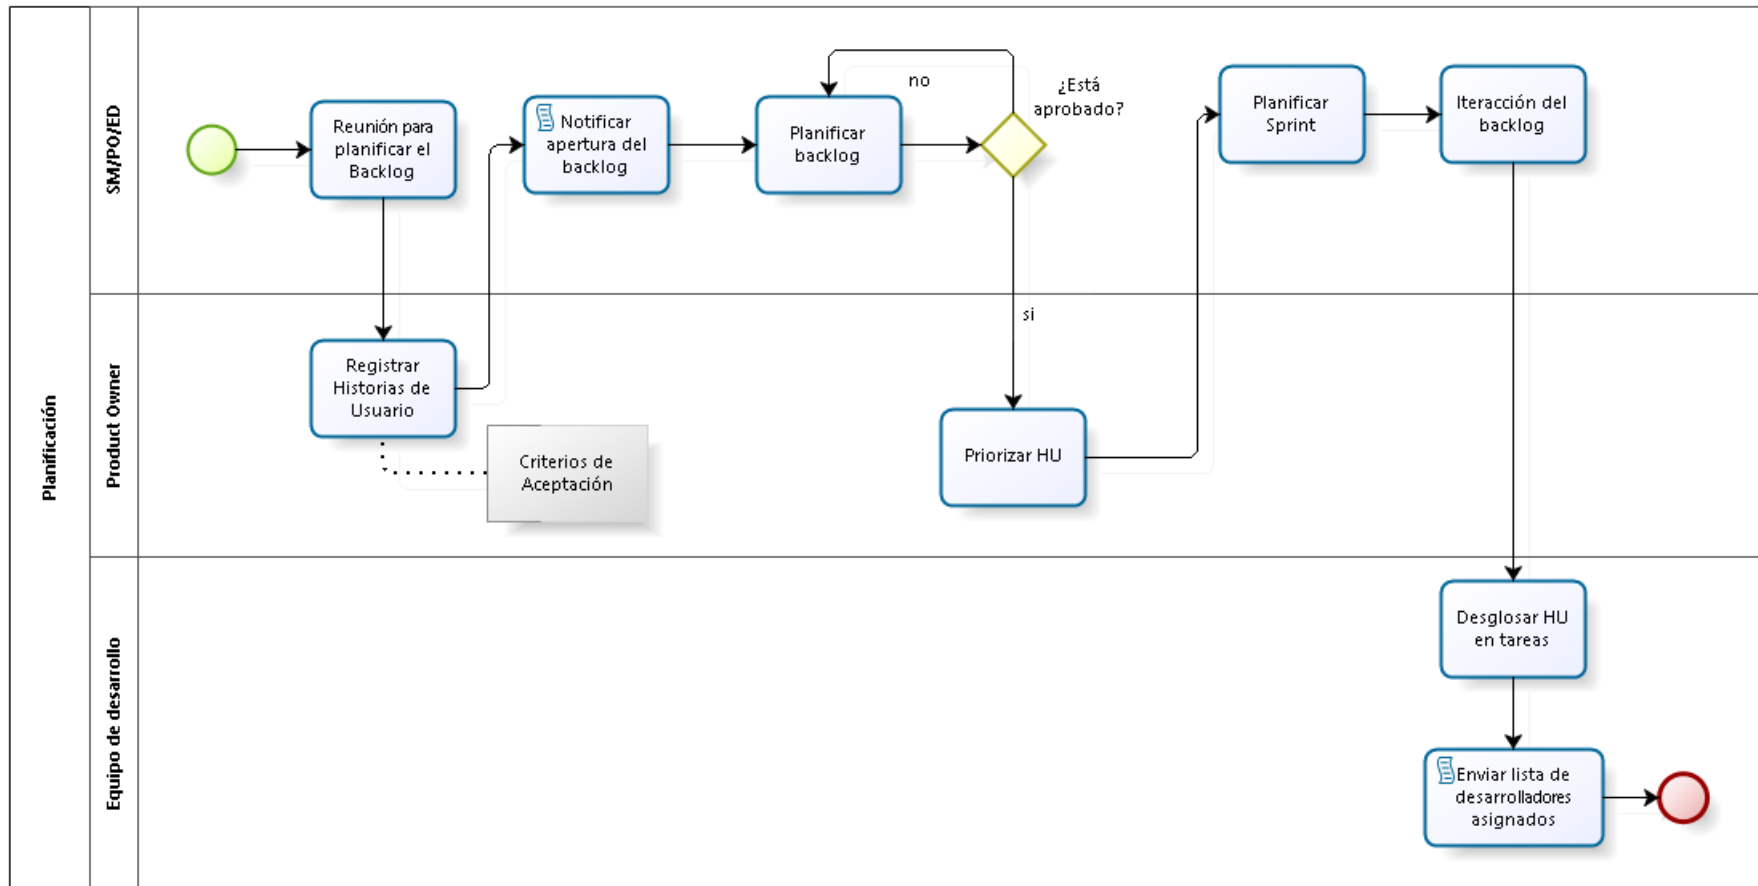 Planificación
SM/PO/ED
Reunión para
planificar el
Backlog
Notificar
apertura del
backlog
Planificar
backlog
no
¿Está
aprobado?
Planificar
Sprint
Iteracción del
backlog
Product Owner
Registrar
Historias de
Usuario
Criterios de
Aceptación
si
Priorizar HU
Equipo de desarrollo
Desglosar HU
en tareas
Enviar lista de
desarrolladores
asignados